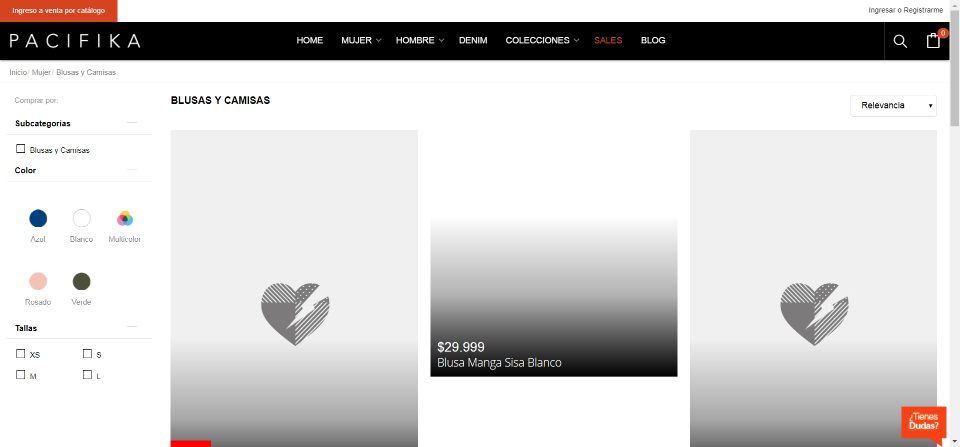 Ingreso a venta por catálogo
Ingresar o Registrarme
PACIFIKA
HOME MUJER HOMBRE DENIM COLECCIONES SALES BLOG
0
Inicio/ Mujer/ Blusas y Camisas
Comprar por:
BLUSAS Y CAMISAS
Relevancia
Subcategorías
Blusas y Camisas
Color
Azul Blanco Multicolor
Rosado Verde
Tallas
XS S
M L
$29.999
Blusa Manga Sisa Blanco
¿Tienes
Dudas?